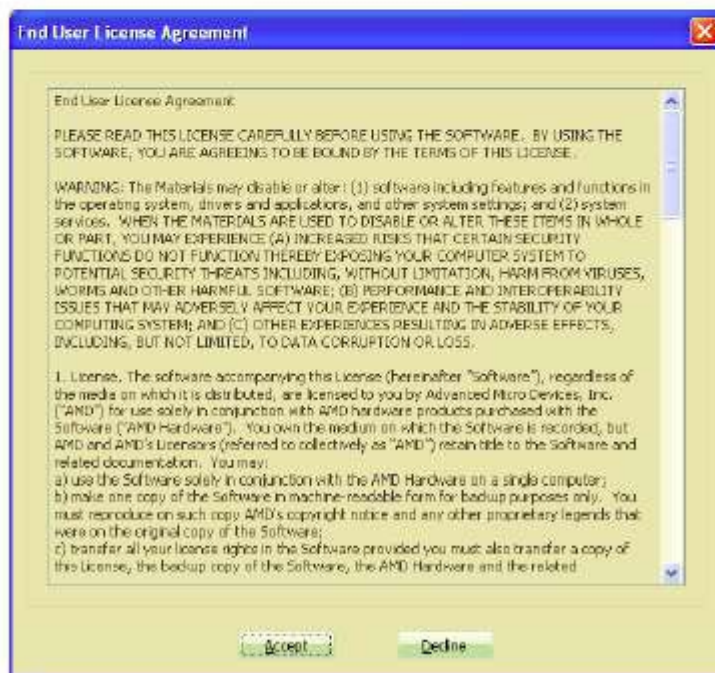 End User License Agreement
End User License Agreement
PLEASE READ THIS LICENSE CAREFULLY BEFORE USING THE SOFTWARE. BY USING THE
SOFTWARE, YOU ARE AGREEING TO BE BOUND BY THE TERMS OF THIS LICENSE.
WARNING: The Materials may disable or alter: (1) software including features and functions in
the operating system, drivers and applications, and other system settings; and (2) system
services. WHEN THE MATERIALS ARE USED TO DISABLE OR ALTER THESE ITEMS IN WHOLE
OR PART, YOU MAY EXPERIENCE (A) INCREASED RISKS THAT CERTAIN SECURITY
FUNCTIONS DO NOT FUNCTION THEREBY EXPOSING YOUR COMPUTER SYSTEM TO
POTENTIAL SECURITY THREATS INCLUDING, WITHOUT LIMITATION, HARM FROM VIRUSES,
WORMS AND OTHER HARMFUL SOFTWARE; (B) PERFORMANCE AND INTEROPERABILITY
ISSUES THAT MAY ADVERSELY AFFECT YOUR EXPERIENCE AND THE STABILITY OF YOUR
COMPUTING SYSTEM; AND (C) OTHER EXPERIENCES RESULTING IN ADVERSE EFFECTS,
INCLUDING, BUT NOT LIMITED, TO DATA CORRUPTION OR LOSS.
1. License. The software accompanying this License (hereinafter "Software"), regardless of
the media on which it is distributed, are licensed to you by Advanced Micro Devices, Inc.
("AMD") for use solely in conjunction with AMD hardware products purchased with the
Software ("AMD Hardware"). You own the medium on which the Software is recorded, but
AMD and AMD's Licensors (referred to collectively as "AMD") retain title to the Software and
related documentation. You may:
a) use the Software solely in conjunction with the AMD Hardware on a single computer;
b) make one copy of the Software in machine-readable form for backup purposes only. You
must reproduce on such copy AMD's copyright notice and any other proprietary legends that
were on the original copy of the Software;
c) transfer all your license rights in the Software provided you must also transfer a copy of
this License, the backup copy of the Software, the AMD Hardware and the related
Accept
Decline